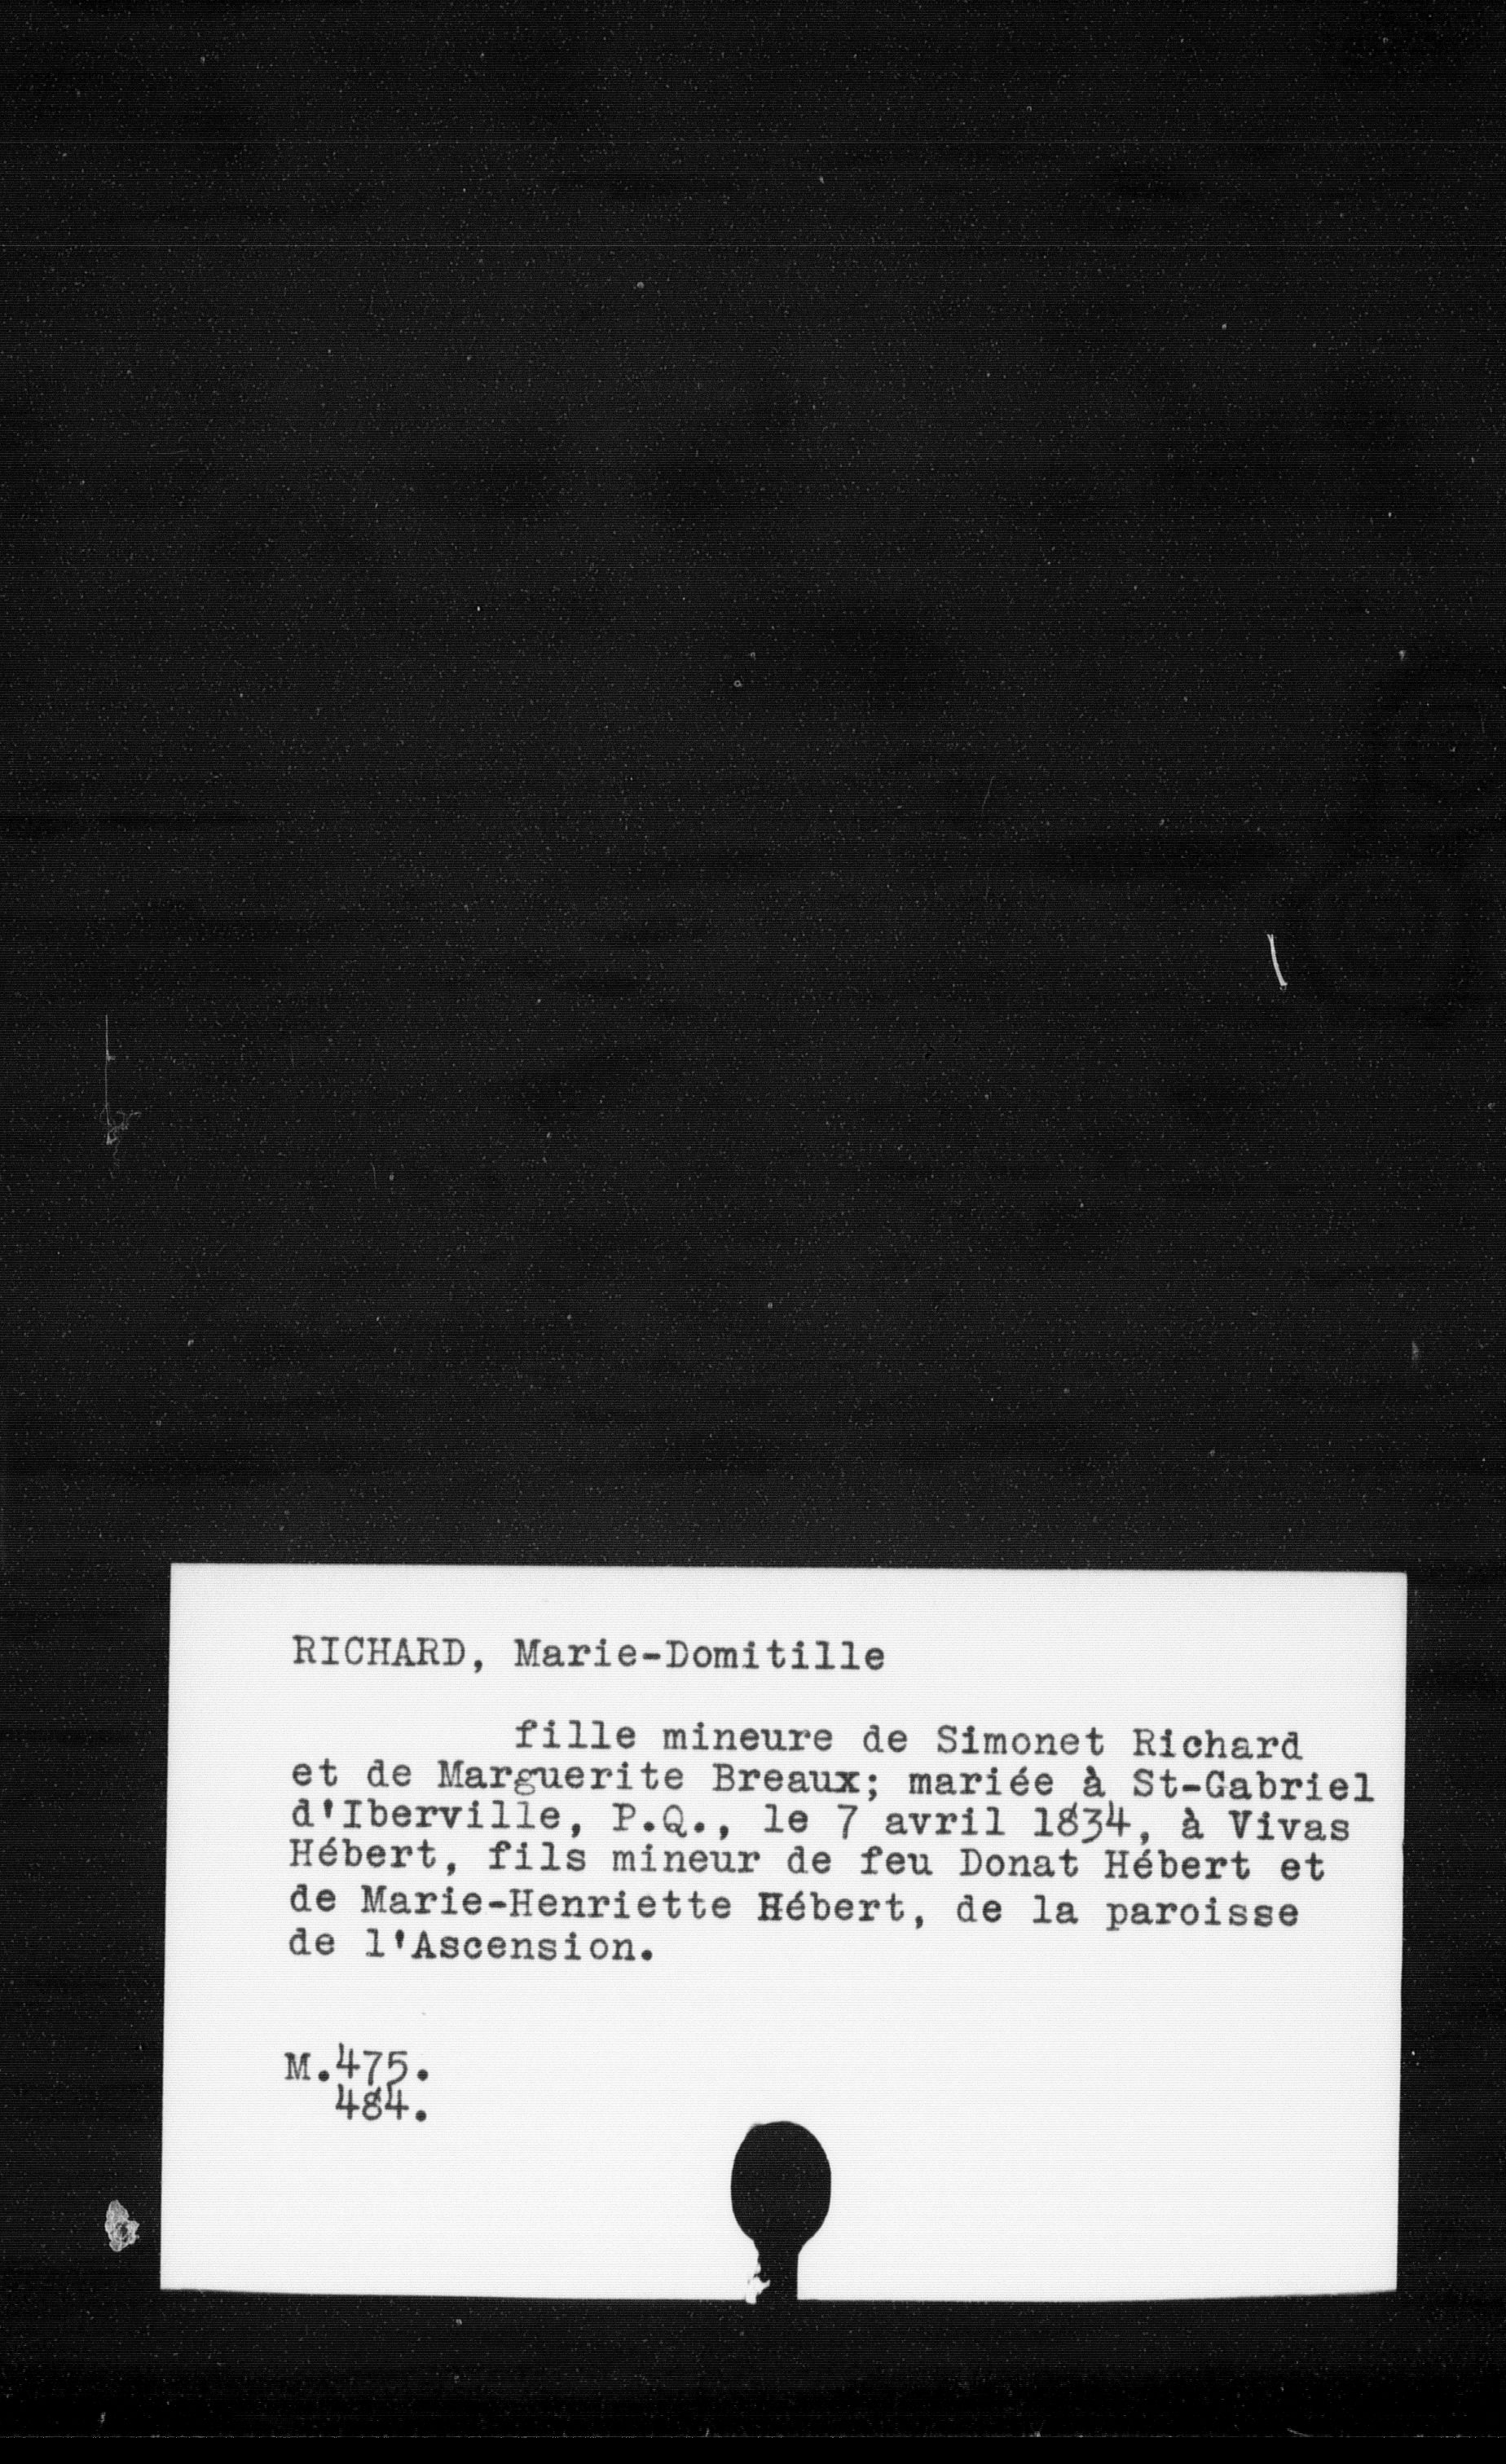 RICHARD, Marie-Domitille
fille mineure de Simonet Richard
et de Marguerite Breaux; mariée à St-Gabriel
d'Iberville, P.Q., le 7 avril 1834, à Vivas
Hébert, fils mineur de feu Donat Hébert et
de Marie-Henriette Hébert, de la paroisse
de l'Ascension.
M.475.
484.